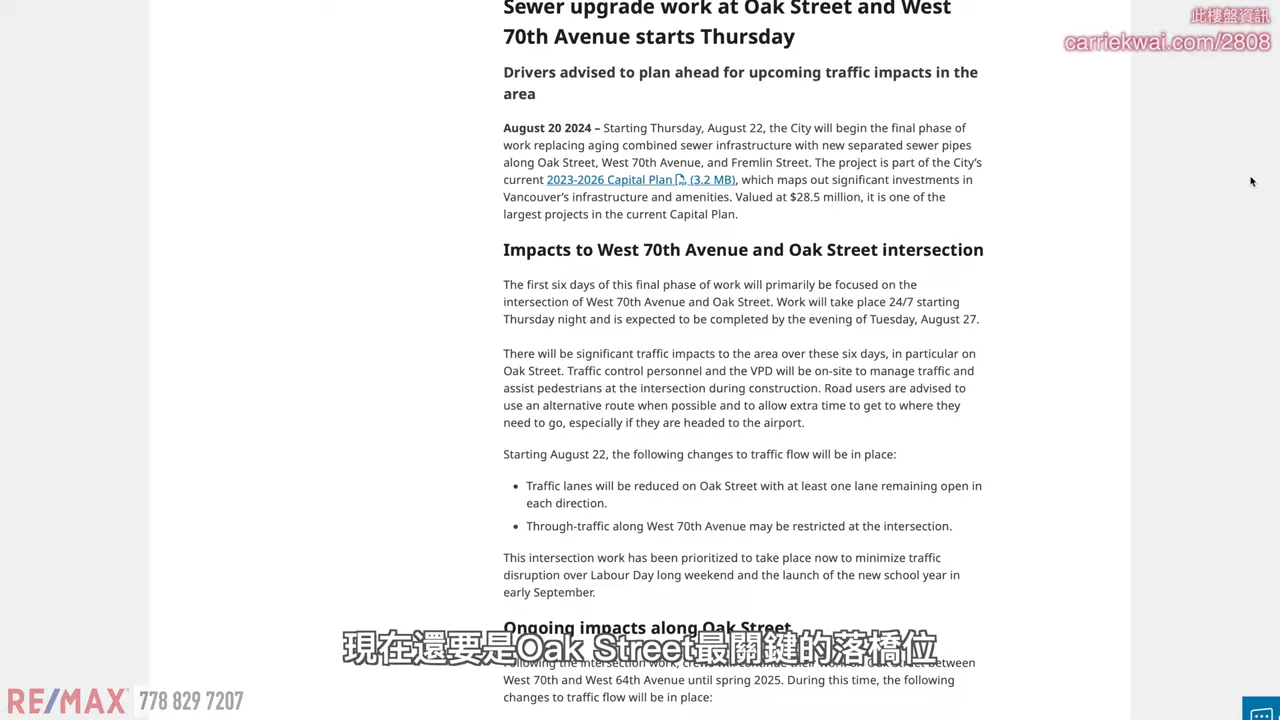 Sewer upgrade work at Oak Street and West
70th Avenue starts Thursday
此樓盤資訊
carriekwai.com/2808
Drivers advised to plan ahead for upcoming traffic impacts in the
area
August 20 2024 – Starting Thursday, August 22, the City will begin the final phase of
work replacing aging combined sewer infrastructure with new separated sewer pipes
along Oak Street, West 70th Avenue, and Fremlin Street. The project is part of the City’s
current 2023-2026 Capital Plan (3.2 MB), which maps out significant investments in
Vancouver’s infrastructure and amenities. Valued at $28.5 million, it is one of the
largest projects in the current Capital Plan.
Impacts to West 70th Avenue and Oak Street intersection
The first six days of this final phase of work will primarily be focused on the
intersection of West 70th Avenue and Oak Street. Work will take place 24/7 starting
Thursday night and is expected to be completed by the evening of Tuesday, August 27.
There will be significant traffic impacts to the area over these six days, in particular on
Oak Street. Traffic control personnel and the VPD will be on-site to manage traffic and
assist pedestrians at the intersection during construction. Road users are advised to
use an alternative route when possible and to allow extra time to get to where they
need to go, especially if they are headed to the airport.
Starting August 22, the following changes to traffic flow will be in place:
• Traffic lanes will be reduced on Oak Street with at least one lane remaining open in
each direction.
• Through-traffic along West 70th Avenue may be restricted at the intersection.
This intersection work has been prioritized to take place now to minimize traffic
disruption over Labour Day long weekend and the launch of the new school year in
early September.
Ongoing impacts along Oak Street
現在還要是Oak Street最關鍵的落橋位
Following the intersection work, crews will continue their work on Oak Street between
West 70th and West 64th Avenue until spring 2025. During this time, the following
changes to traffic flow will be in place:
RE/MAX 778 829 7207